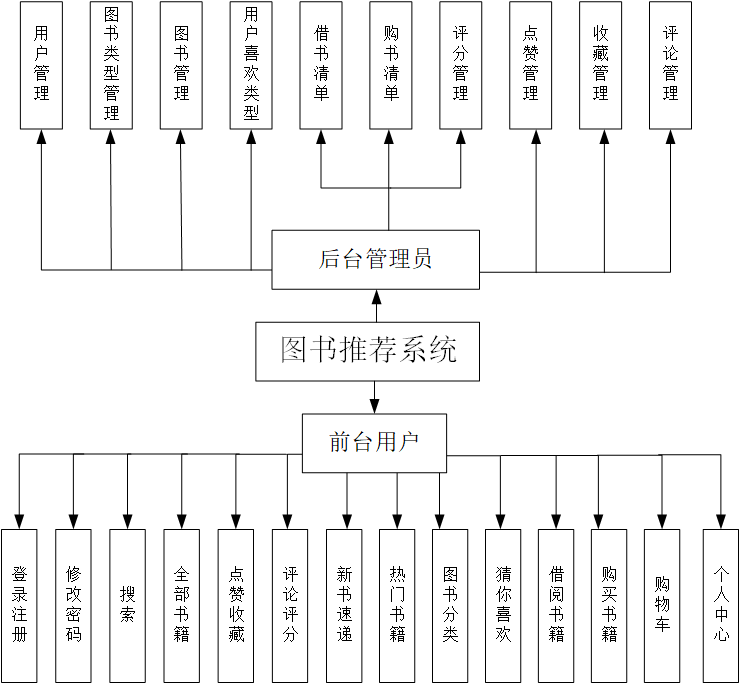 用户管理
图书类型管理
图书管理
用户喜欢类型
借书清单
购书清单
评分管理
点赞管理
收藏管理
评论管理
后台管理员
图书推荐系统
前台用户
登录注册
修改密码
搜索
全部书籍
点赞收藏
评论评分
新书速递
热门书籍
图书分类
猜你喜欢
借阅书籍
购买书籍
购物车
个人中心